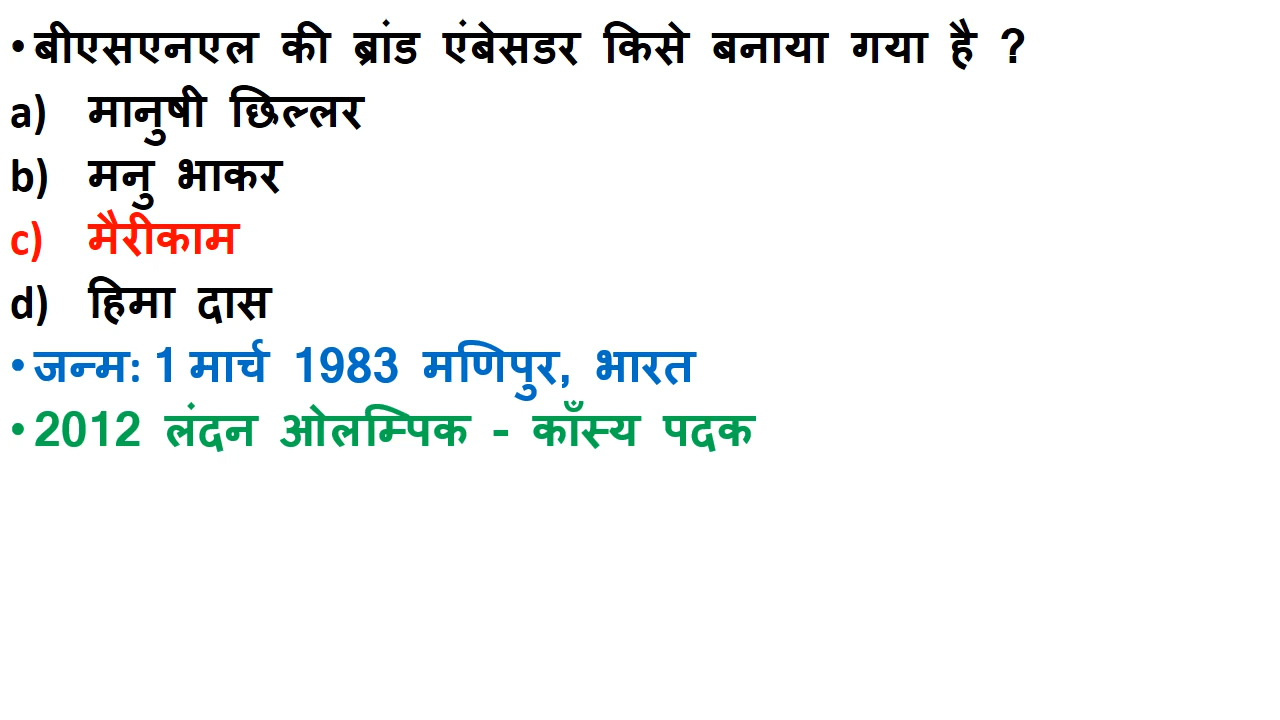 • बीएसएनएल की ब्रांड एंबेसडर किसे बनाया गया है ?
a) मानुषी छिल्लर
b) मनु भाकर
c) मैरीकाम
d) हिमा दास
• जन्म: 1 मार्च 1983 मणिपुर, भारत
• 2012 लंदन ओलम्पिक - काँस्य पदक